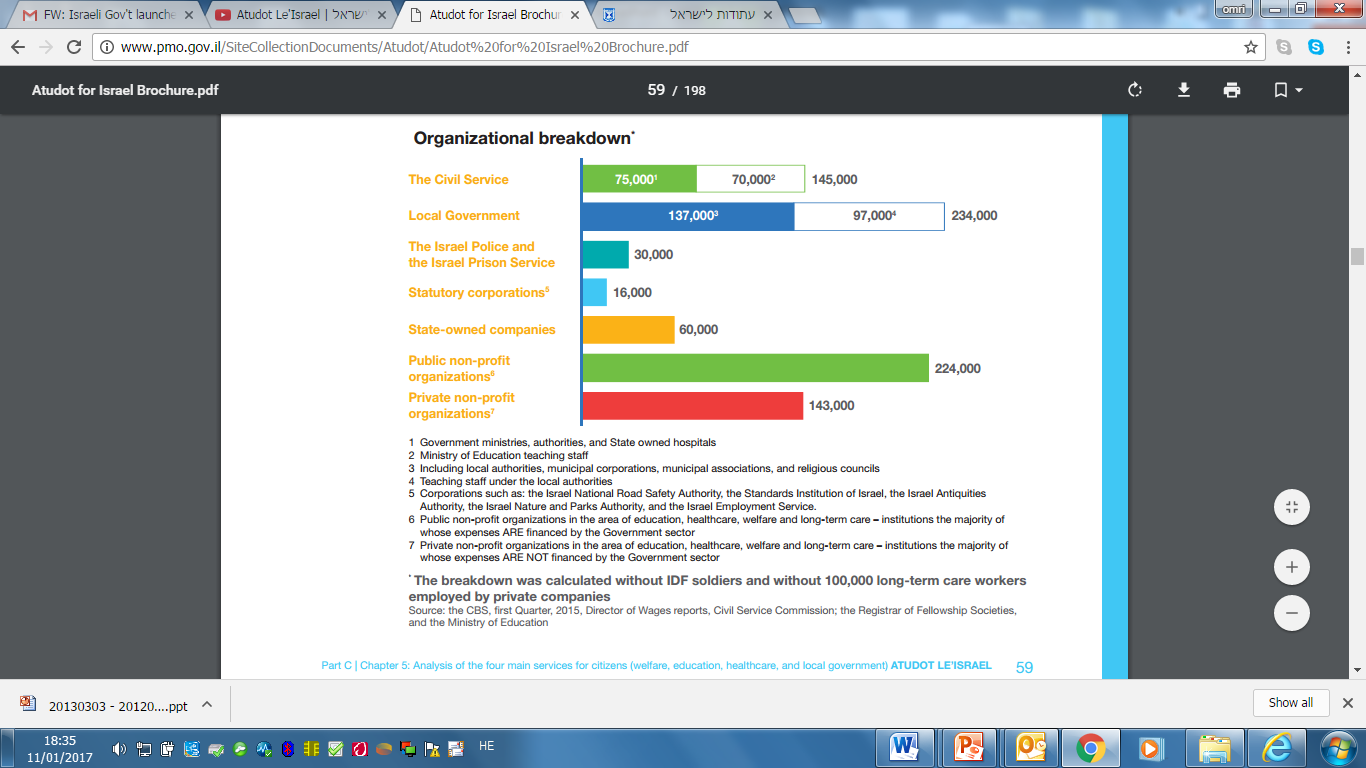 FW: Israeli Gov't launche
Atudot Le'Israel | ישראל
Atudot for Israel Brochur
FW: עתודות לישראל
omri
www.pmo.gov.il/SiteCollectionDocuments/Atudot/Atudot%20for%20Israel%20Brochure.pdf
Atudot for Israel Brochure.pdf
59 / 198
Organizational breakdown*
The Civil Service 75,000¹ 70,000² 145,000
Local Government 137,000³ 97,000⁴ 234,000
The Israel Police and
the Israel Prison Service 30,000
Statutory corporations⁵ 16,000
State-owned companies 60,000
Public non-profit
organizations⁶ 224,000
Private non-profit
organizations⁷ 143,000
1 Government ministries, authorities, and State owned hospitals
2 Ministry of Education teaching staff
3 Including local authorities, municipal corporations, municipal associations, and religious councils
4 Teaching staff under the local authorities
5 Corporations such as: the Israel National Road Safety Authority, the Standards Institution of Israel, the Israel Antiquities
Authority, the Israel Nature and Parks Authority, and the Israel Employment Service.
6 Public non-profit organizations in the area of education, healthcare, welfare and long-term care – institutions the majority of
whose expenses ARE financed by the Government sector
7 Private non-profit organizations in the area of education, healthcare, welfare and long-term care – institutions the majority of
whose expenses ARE NOT financed by the Government sector
* The breakdown was calculated without IDF soldiers and without 100,000 long-term care workers
employed by private companies
Source: the CBS, first Quarter, 2015, Director of Wages reports, Civil Service Commission; the Registrar of Fellowship Societies,
and the Ministry of Education
Part C | Chapter 5: Analysis of the four main services for citizens (welfare, education, healthcare, and local government) ATUDOT LE'ISRAEL 59
20130303 - 20120....ppt
Show all
18:35
11/01/2017
HE